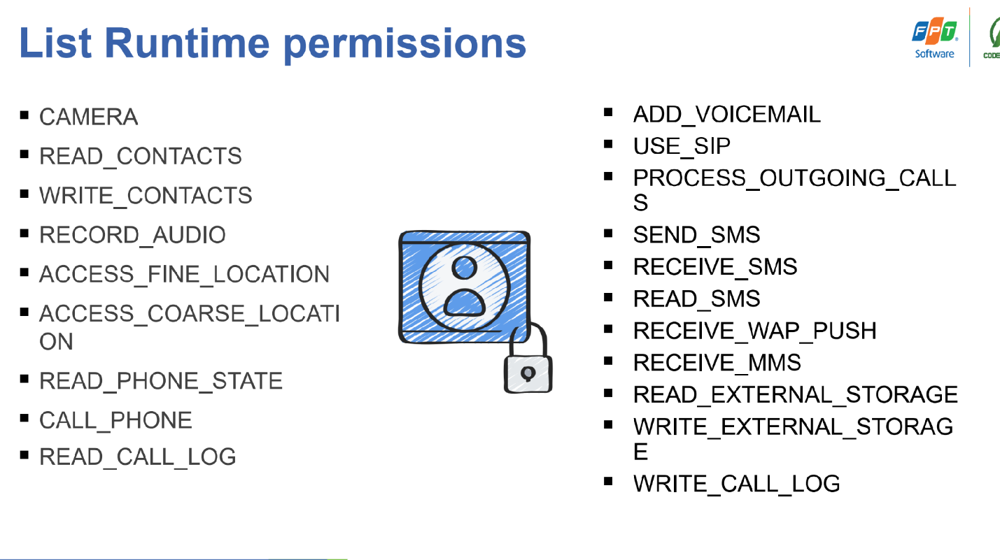 List Runtime permissions
FPT
Software
CODE
CAMERA
READ_CONTACTS
WRITE_CONTACTS
RECORD_AUDIO
ACCESS_FINE_LOCATION
ACCESS_COARSE_LOCATI
ON
READ_PHONE_STATE
CALL_PHONE
READ_CALL_LOG
ADD_VOICEMAIL
USE_SIP
PROCESS_OUTGOING_CALL
S
SEND_SMS
RECEIVE_SMS
READ_SMS
RECEIVE_WAP_PUSH
RECEIVE_MMS
READ_EXTERNAL_STORAGE
WRITE_EXTERNAL_STORAG
E
WRITE_CALL_LOG